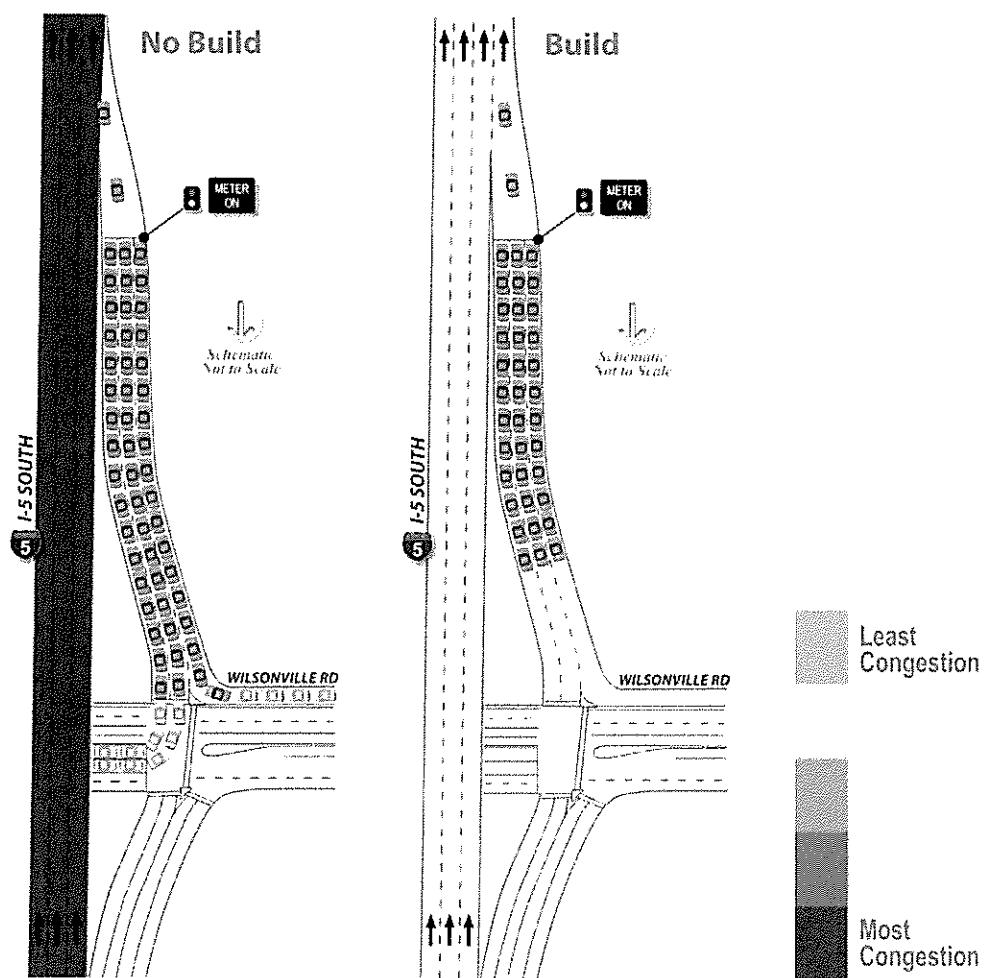 No Build
METER
ON
Schematic
Not to Scale
I-5 SOUTH
5
WILSONVILLE RD
Build
METER
ON
Schematic
Not to Scale
I-5 SOUTH
5
WILSONVILLE RD
Least
Congestion
Most
Congestion